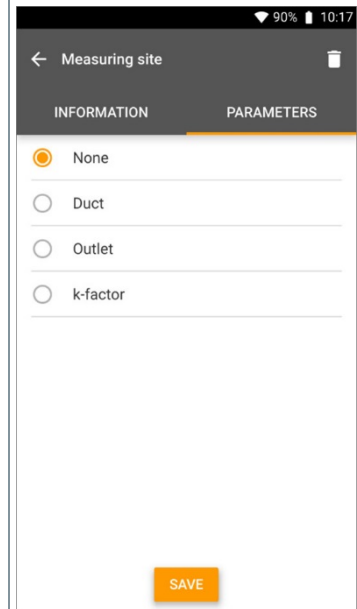 90% 10:17
Measuring site
INFORMATION PARAMETERS
None
Duct
Outlet
k-factor
SAVE